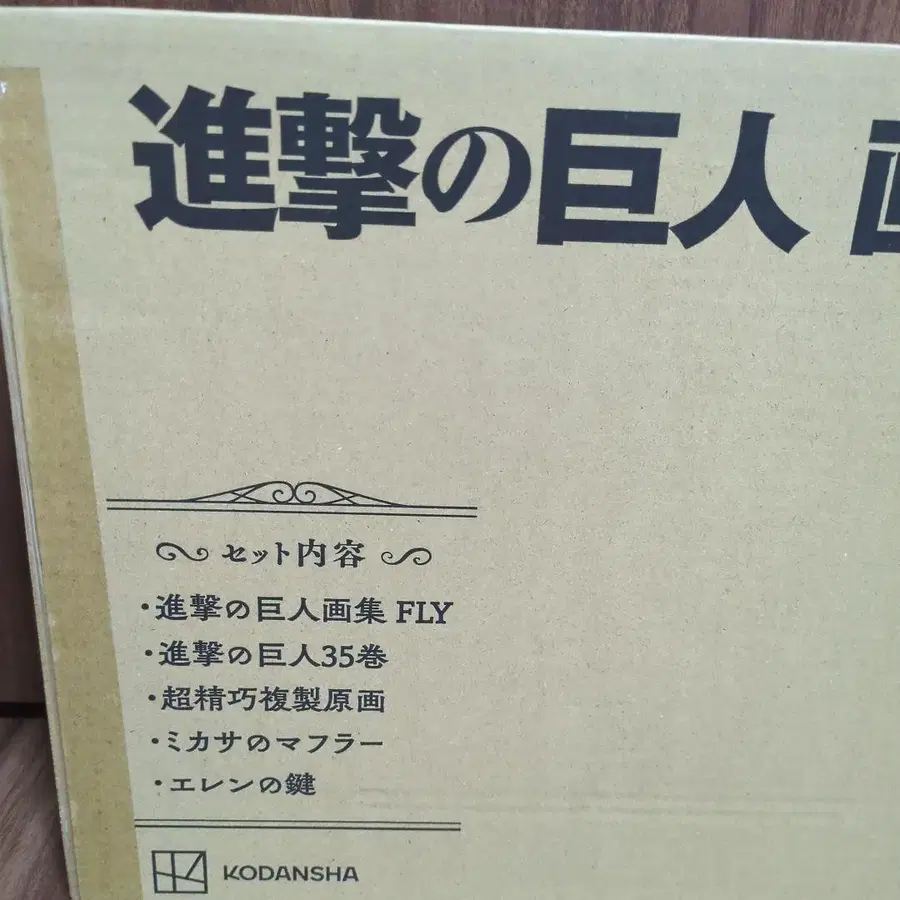 進撃の巨人 画
セット内容
・進撃の巨人画集 FLY
・進撃の巨人35巻
・超精巧複製原画
・ミカサのマフラー
・エレンの鍵
KODANSHA